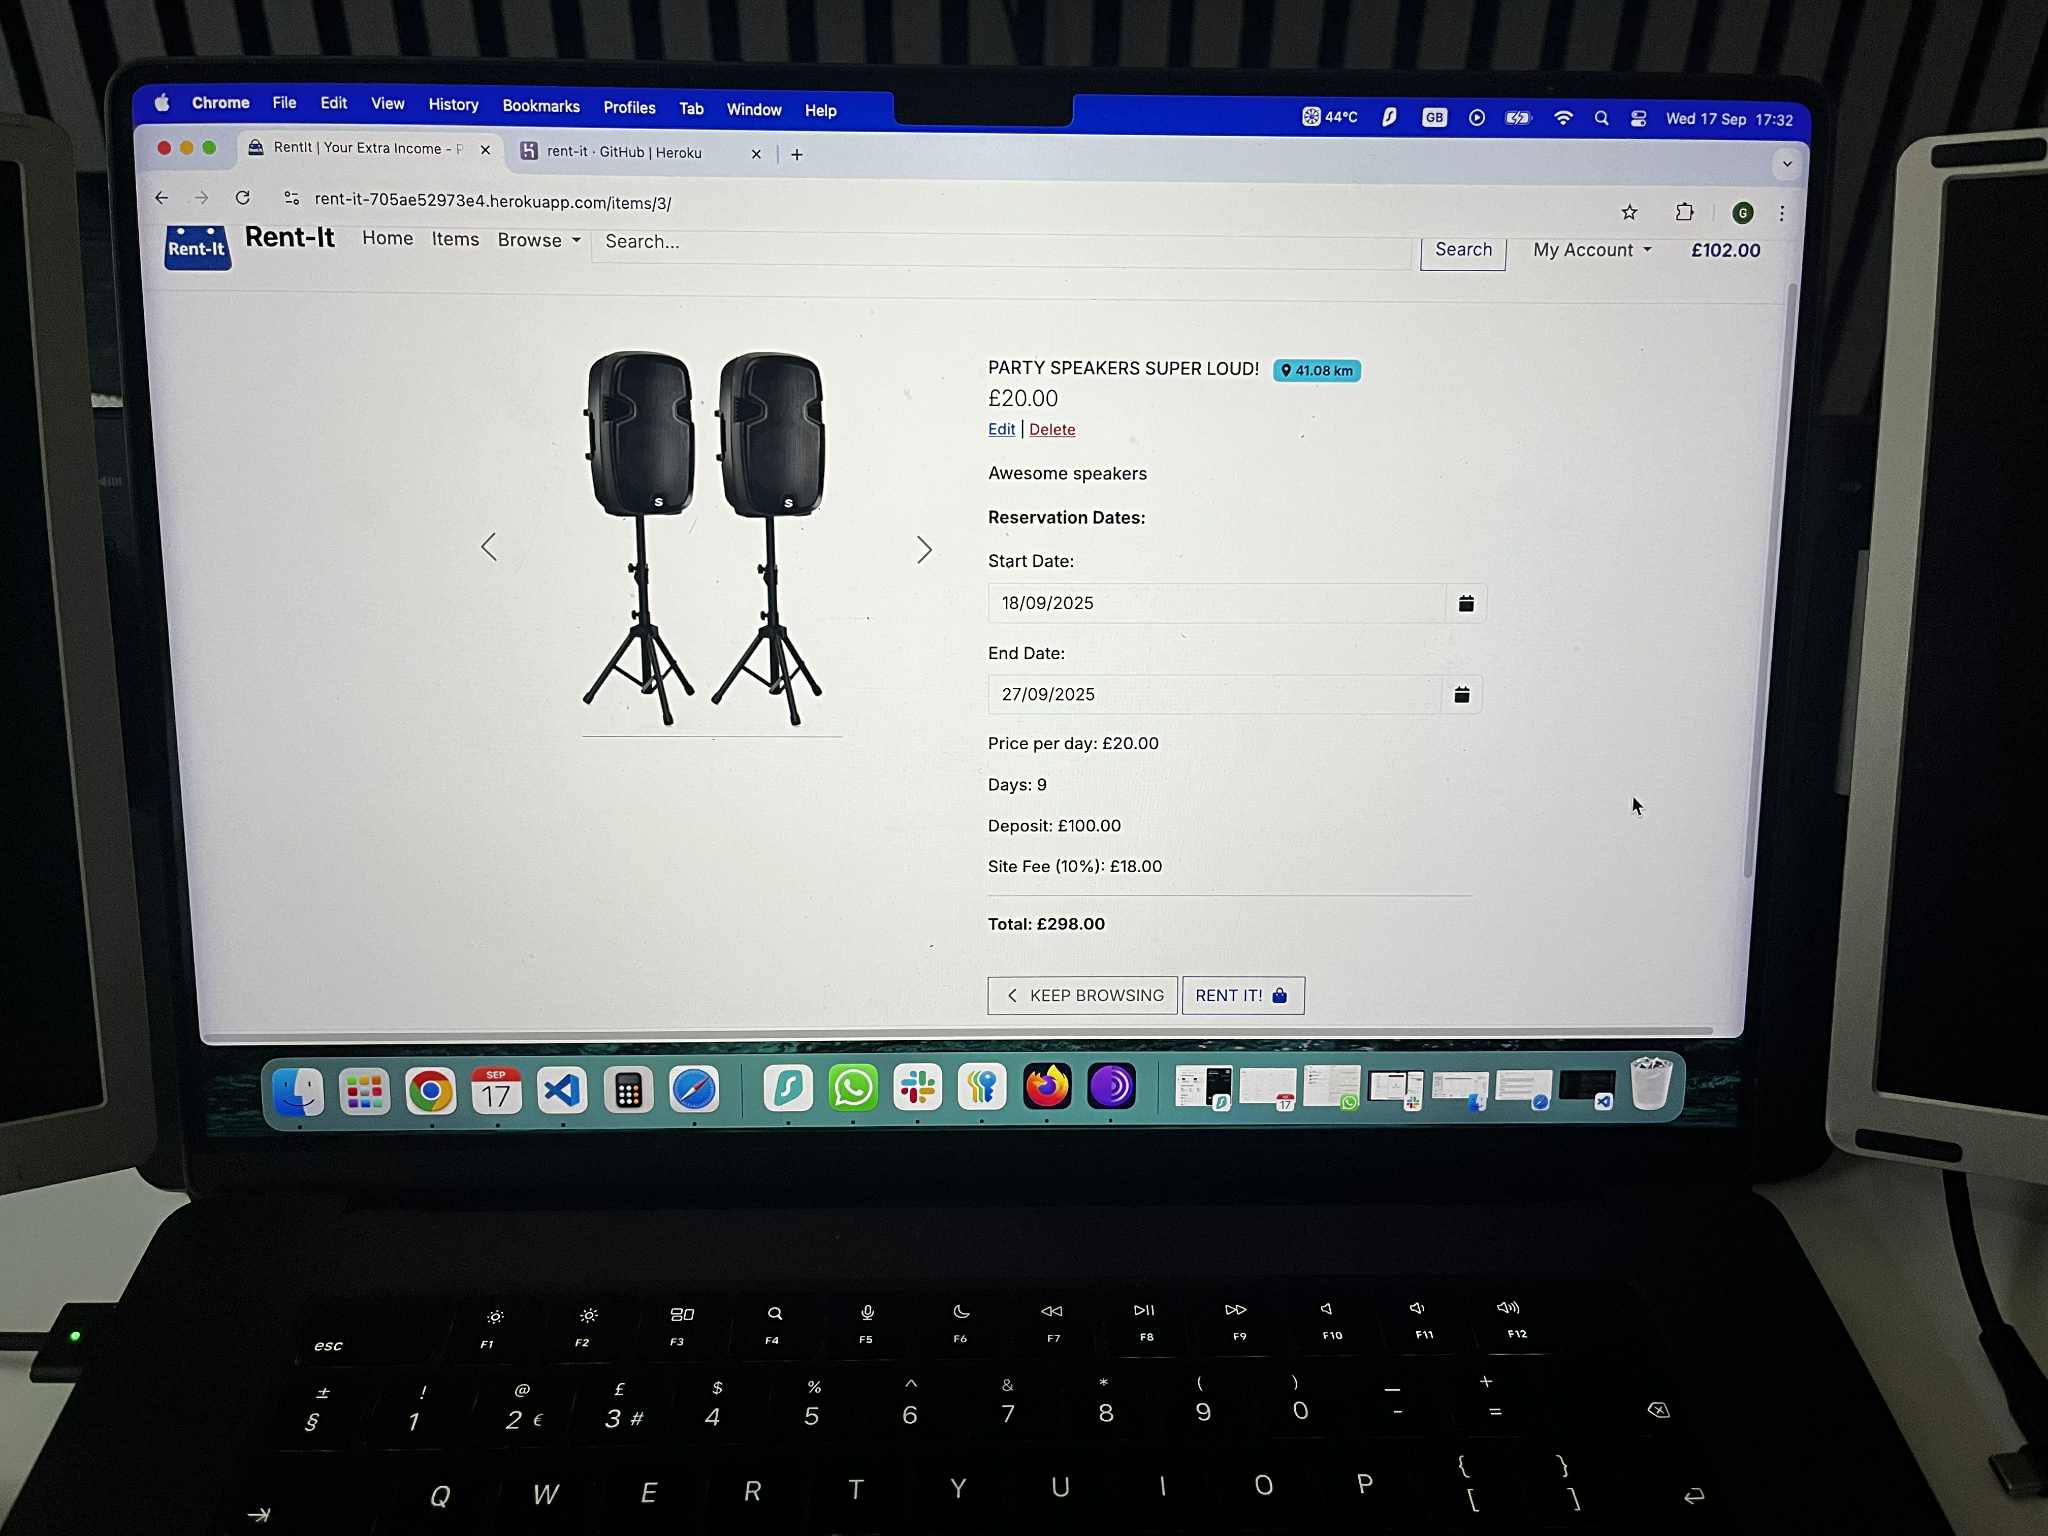 Chrome File Edit View History Bookmarks Profiles Tab Window Help 44°C GB Wed 17 Sep 17:32
RentIt | Your Extra Income - P rent-it · GitHub | Heroku
rent-it-705ae52973e4.herokuapp.com/items/3/ G
Rent-It Rent-It Home Items Browse Search... Search My Account £102.00
PARTY SPEAKERS SUPER LOUD! 41.08 km
£20.00
Edit | Delete
Awesome speakers
Reservation Dates:
Start Date:
18/09/2025
End Date:
27/09/2025
Price per day: £20.00
Days: 9
Deposit: £100.00
Site Fee (10%): £18.00
Total: £298.00
KEEP BROWSING RENT IT!
S S
SEP
17
17
esc F1 F2 F3 F4 F5 F6 F7 F8 F9 F10 F11 F12
± ! @ £ $ % ^ & * ( ) _ +
§ 1 2 € 3 # 4 5 6 7 8 9 0 - =
Q W E R T Y U I O P { }
[ ]